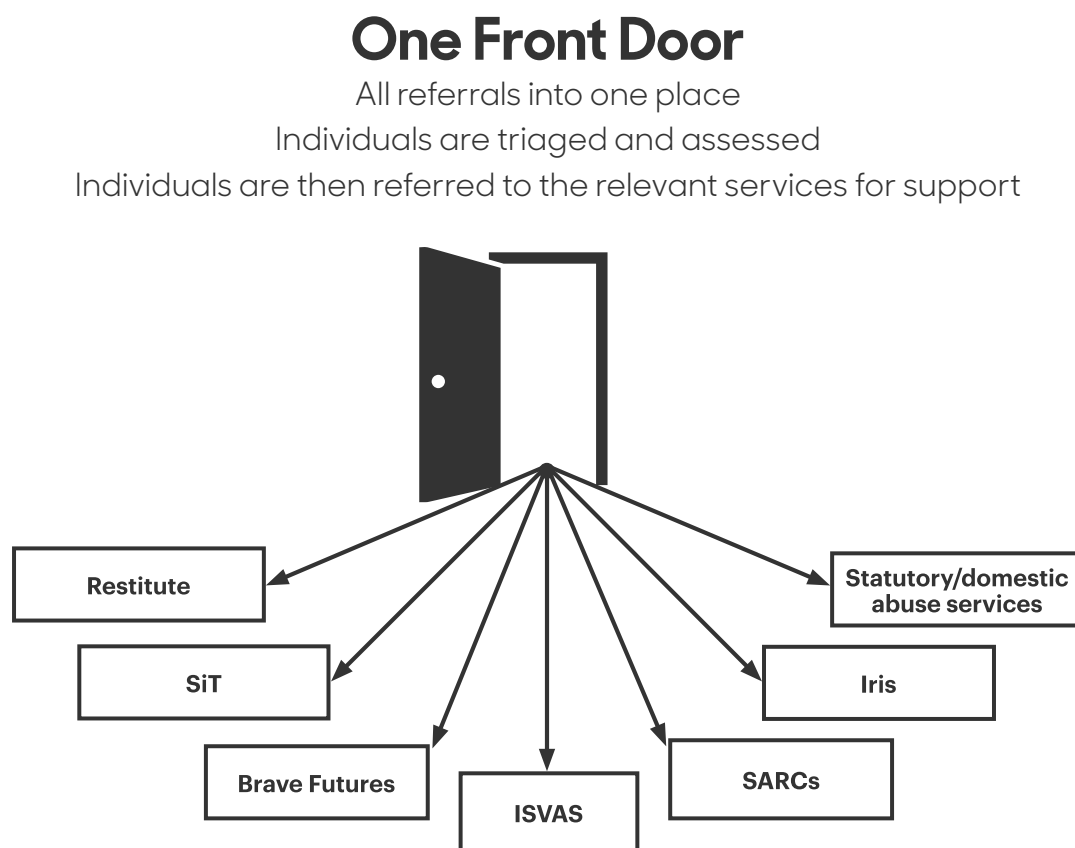 One Front Door
All referrals into one place
Individuals are triaged and assessed
Individuals are then referred to the relevant services for support
Restitute
SiT
Brave Futures
ISVAS
SARCs
Iris
Statutory/domestic
abuse services